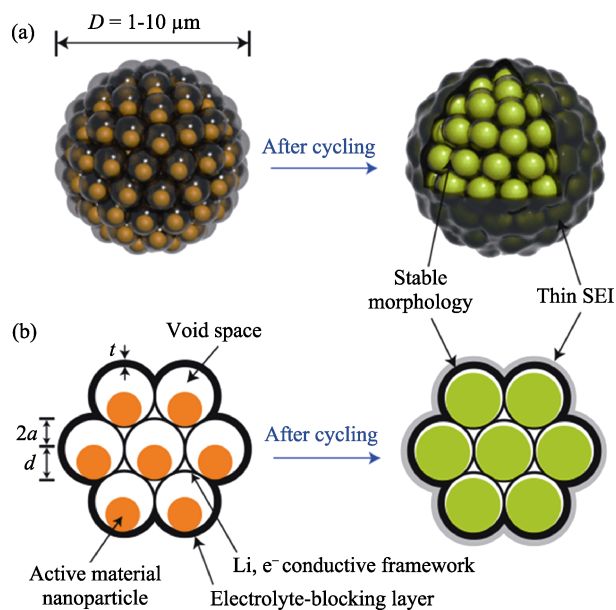 (a)
D = 1-10 µm
After cycling
Stable
morphology
Thin SEI
(b)
Void space
t
2a
d
After cycling
Li, e⁻ conductive framework
Active material
nanoparticle
Electrolyte-blocking layer